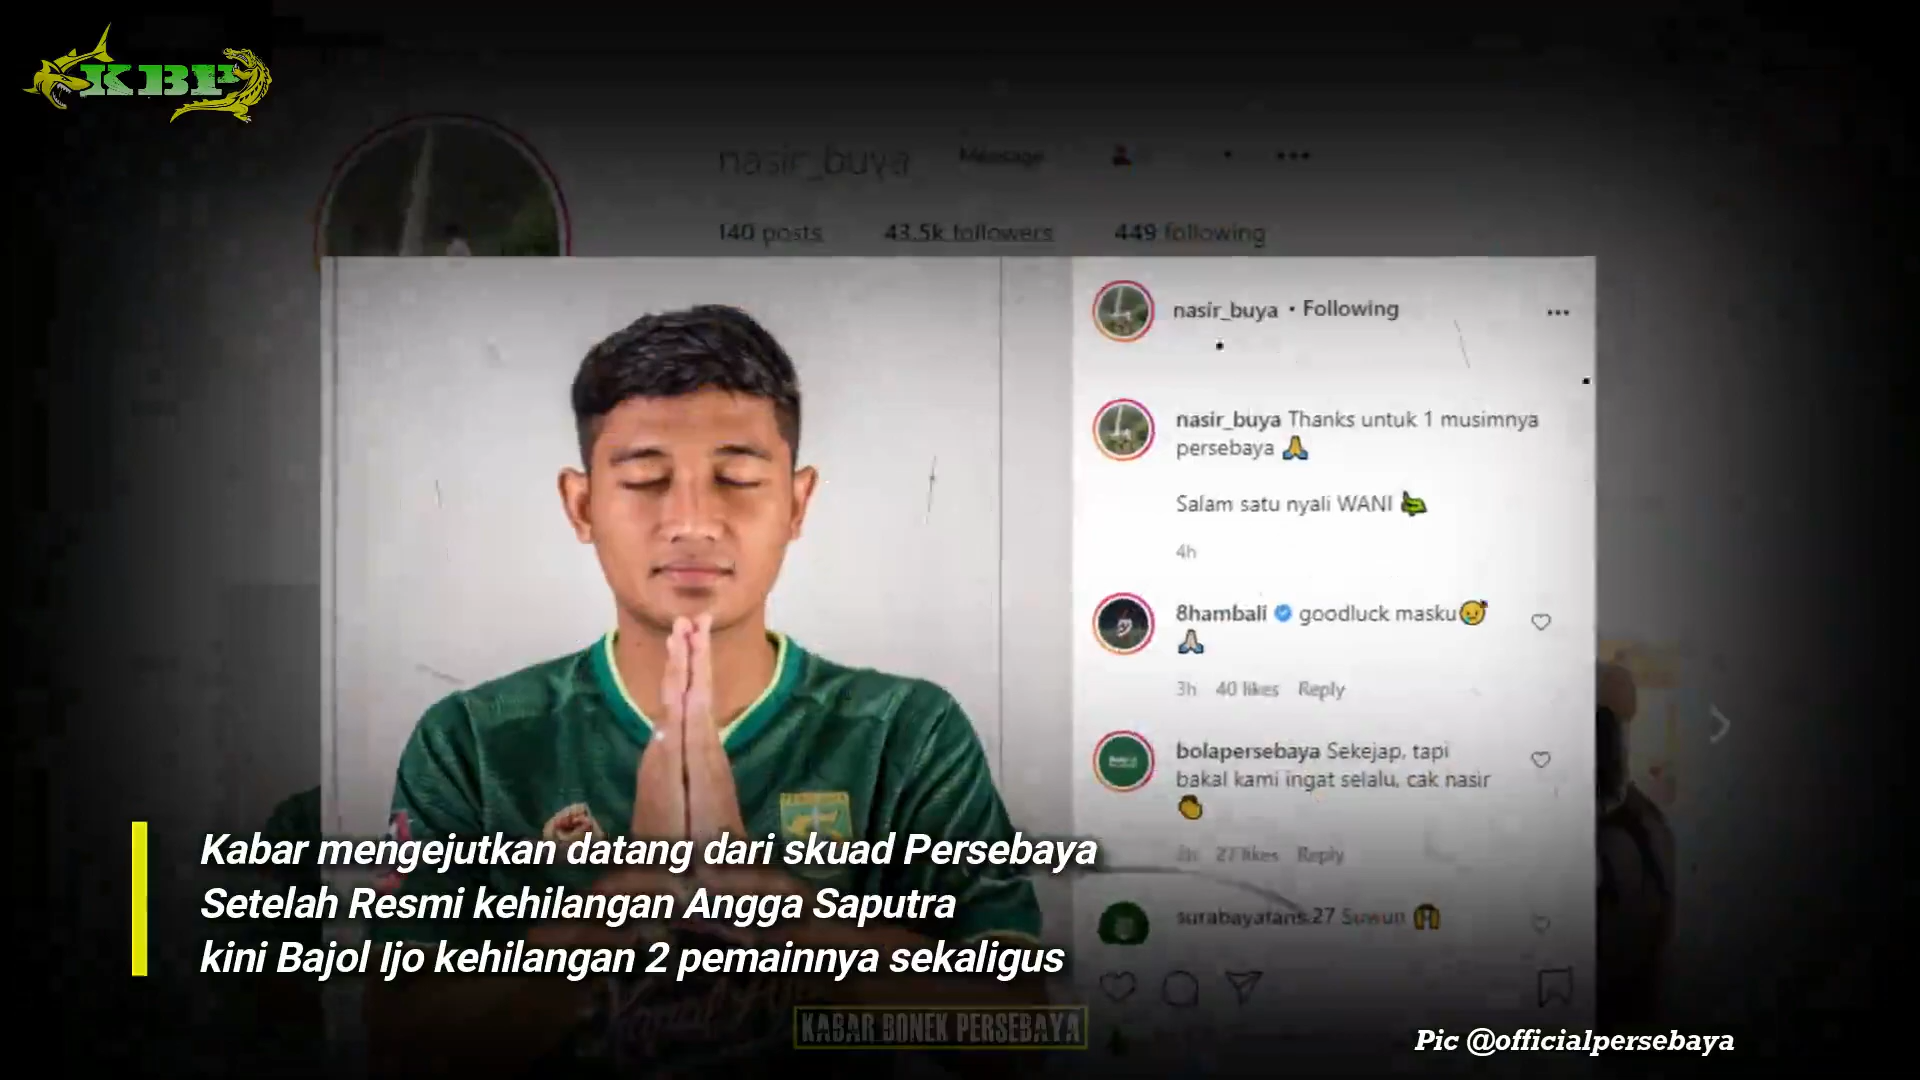 KBP
nasir_buya Message
140 posts 43.5k followers 449 following
nasir_buya • Following
nasir_buya Thanks untuk 1 musimnya
persebaya 🙏
Salam satu nyali WANI 🐊
4h
8hambali goodluck masku😥
🙏
3h 40 likes Reply
bolapersebaya Sekejap, tapi
bakal kami ingat selalu, cak nasir
👏
27 likes Reply
surabayafans.27 Suwun 🙌
Kabar mengejutkan datang dari skuad Persebaya
Setelah Resmi kehilangan Angga Saputra
kini Bajol Ijo kehilangan 2 pemainnya sekaligus
KABAR BONEK PERSEBAYA
Pic @officialpersebaya